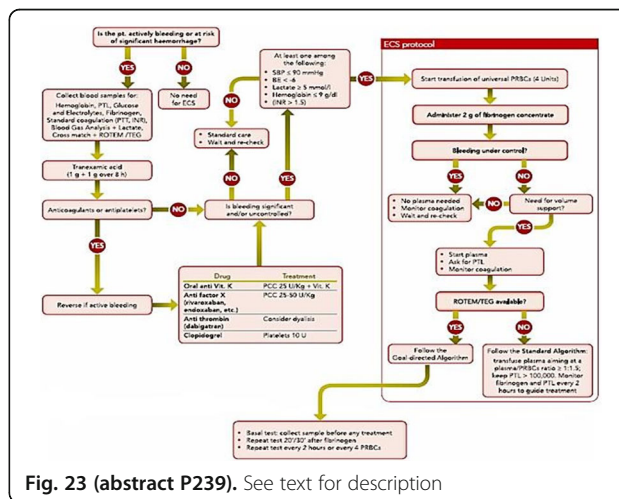 Is the pt. actively bleeding or at risk
of significant haemorrhage?
YES
NO
Collect blood samples for:
Hemoglobin, PTL, Glucose and
Electrolytes, Fibrinogen,
Standard coagulation (PTT, INR),
Blood Gas Analysis + Lactate,
Cross match + ROTEM /TEG
No need
for ECS
Tranexamic acid
(1 g + 1 g over 8 h)
Anticoagulants or antiplatelets?
NO
YES
Reverse if active bleeding
Is bleeding significant
and/or uncontrolled?
NO
YES
• Standard care
• Wait and re-check
NO
At least one among
the following:
• SBP ≤ 90 mmHg
• BE < -6
• Lactate ≥ 5 mmol/l
• Hemoglobin ≤ 9 g/dl
• (INR > 1.5)
YES
Drug Treatment
Oral anti Vit. K PCC 25 U/Kg + Vit. K
Anti factor X PCC 25-50 U/Kg
(rivaroxaban,
endoxaban, etc.)
Anti thrombin Consider dyalisis
(dabigatran)
Clopidogrel Platelets 10 U
ECS protocol
Start transfusion of universal PRBCs (4 Units)
Administer 2 g of fibrinogen concentrate
Bleeding under control?
YES
NO
• No plasma needed
• Monitor coagulation
• Wait and re-check
NO
Need for volume
support?
YES
• Start plasma
• Ask for PTL
• Monitor coagulation
ROTEM/TEG available?
YES
NO
Follow the
Goal-directed Algorithm
Follow the Standard Algorithm:
transfuse plasma aiming at a
plasma/PRBCs ratio ≥ 1:1.5;
keep PTL > 100,000. Monitor
fibrinogen and PTL every 2
hours to guide treatment
• Basal test: collect sample before any treatment
• Repeat test 20'/30' after fibrinogen
• Repeat test every 2 hours or every 4 PRBCs
Fig. 23 (abstract P239). See text for description